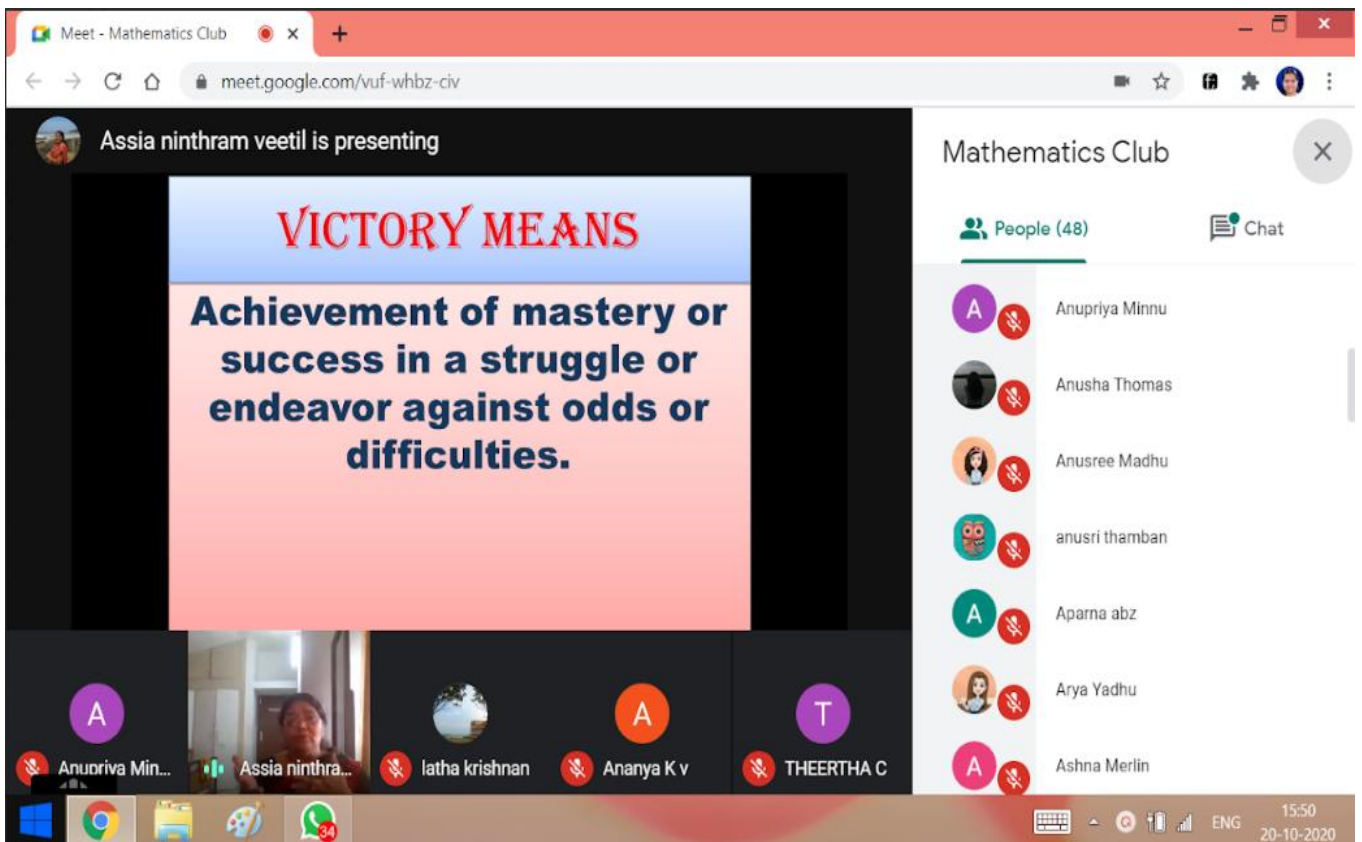 Meet - Mathematics Club
meet.google.com/vuf-whbz-civ
Assia ninthram veetil is presenting
VICTORY MEANS
Achievement of mastery or
success in a struggle or
endeavor against odds or
difficulties.
A
Anupriya Min...
Assia ninthra...
latha krishnan
A
Ananya K v
T
THEERTHA C
Mathematics Club
People (48)
Chat
A
Anupriya Minnu
Anusha Thomas
Anusree Madhu
anusri thamban
A
Aparna abz
Arya Yadhu
A
Ashna Merlin
34
ENG
15:50
20-10-2020